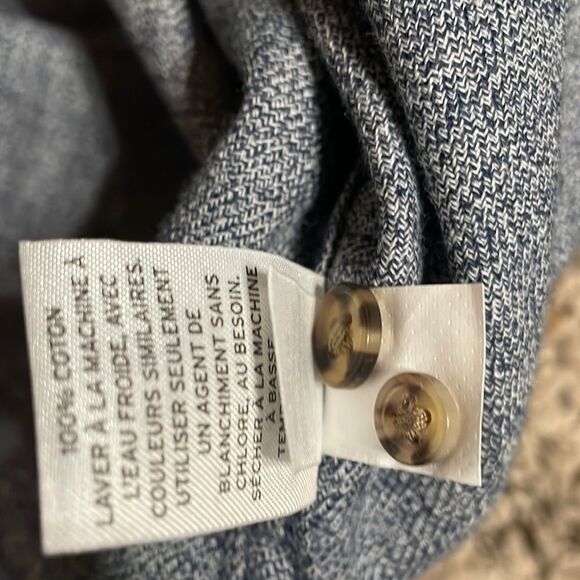 100% COTON
LAVER À LA MACHINE À
L'EAU FROIDE, AVEC
COULEURS SIMILAIRES.
UTILISER SEULEMENT
UN AGENT DE
BLANCHIMENT SANS
CHLORE, AU BESOIN.
SÉCHER À LA MACHINE
À BASSE